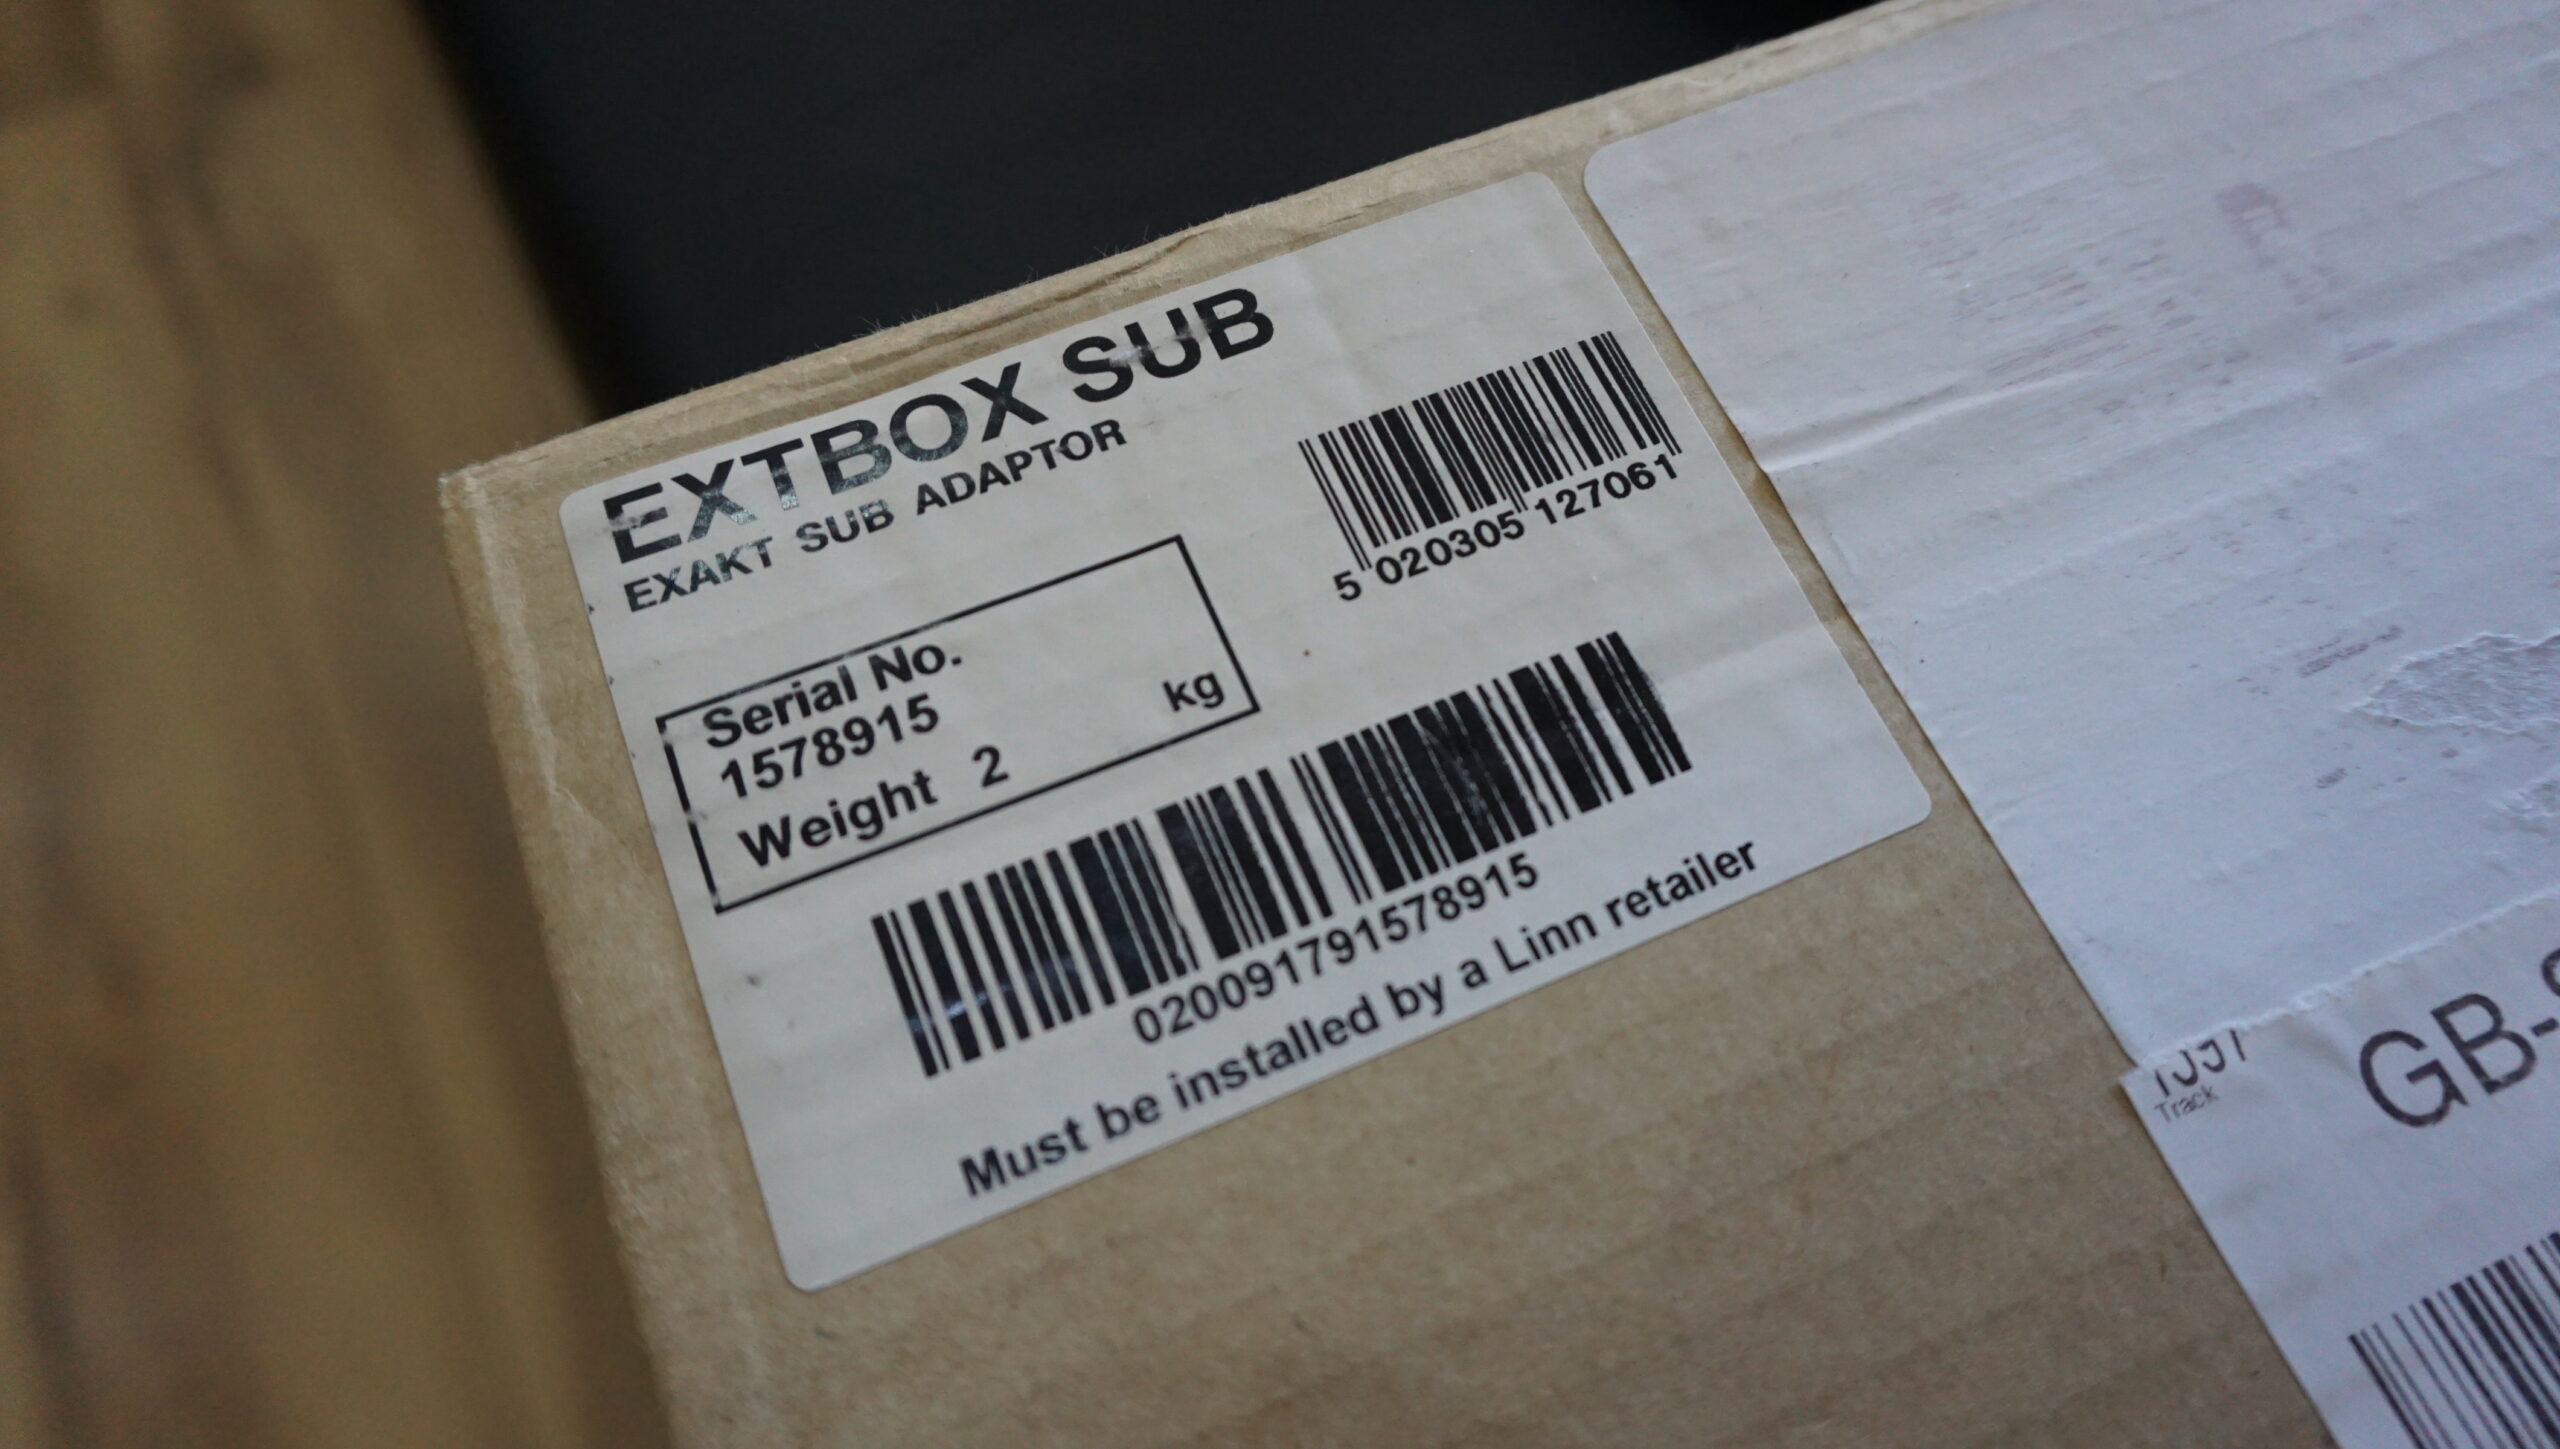 EXTBOX SUB
EXAKT SUB ADAPTOR
5 020305 127061
Serial No.
1578915
Weight 2 kg
020091791578915
Must be installed by a Linn retailer
Track
GB-